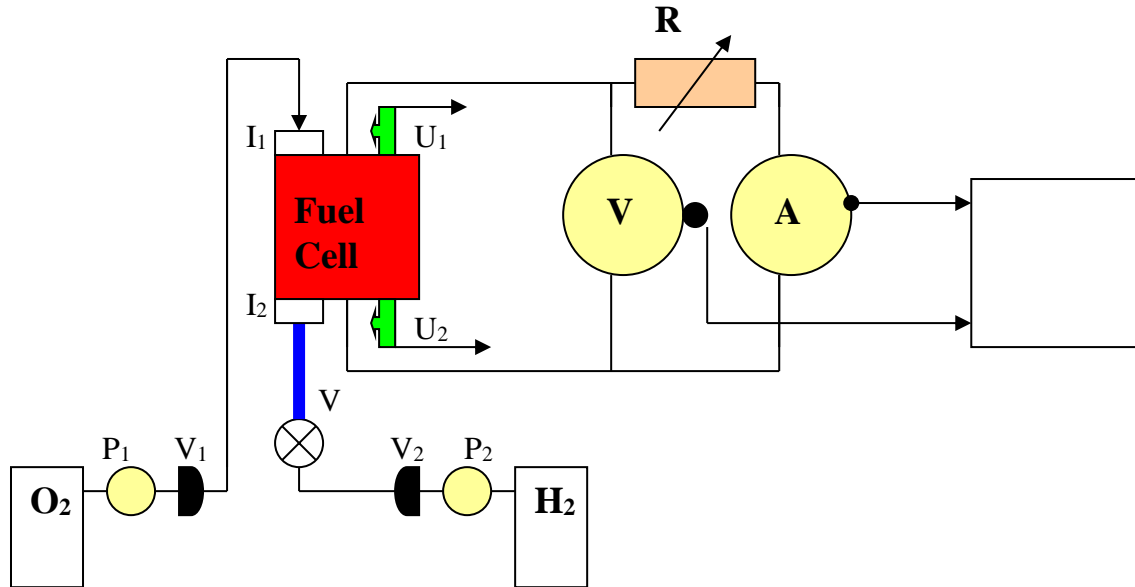 R
I₁
U₁
Fuel
Cell
V
A
I₂
U₂
V
P₁
V₁
V₂
P₂
O₂
H₂